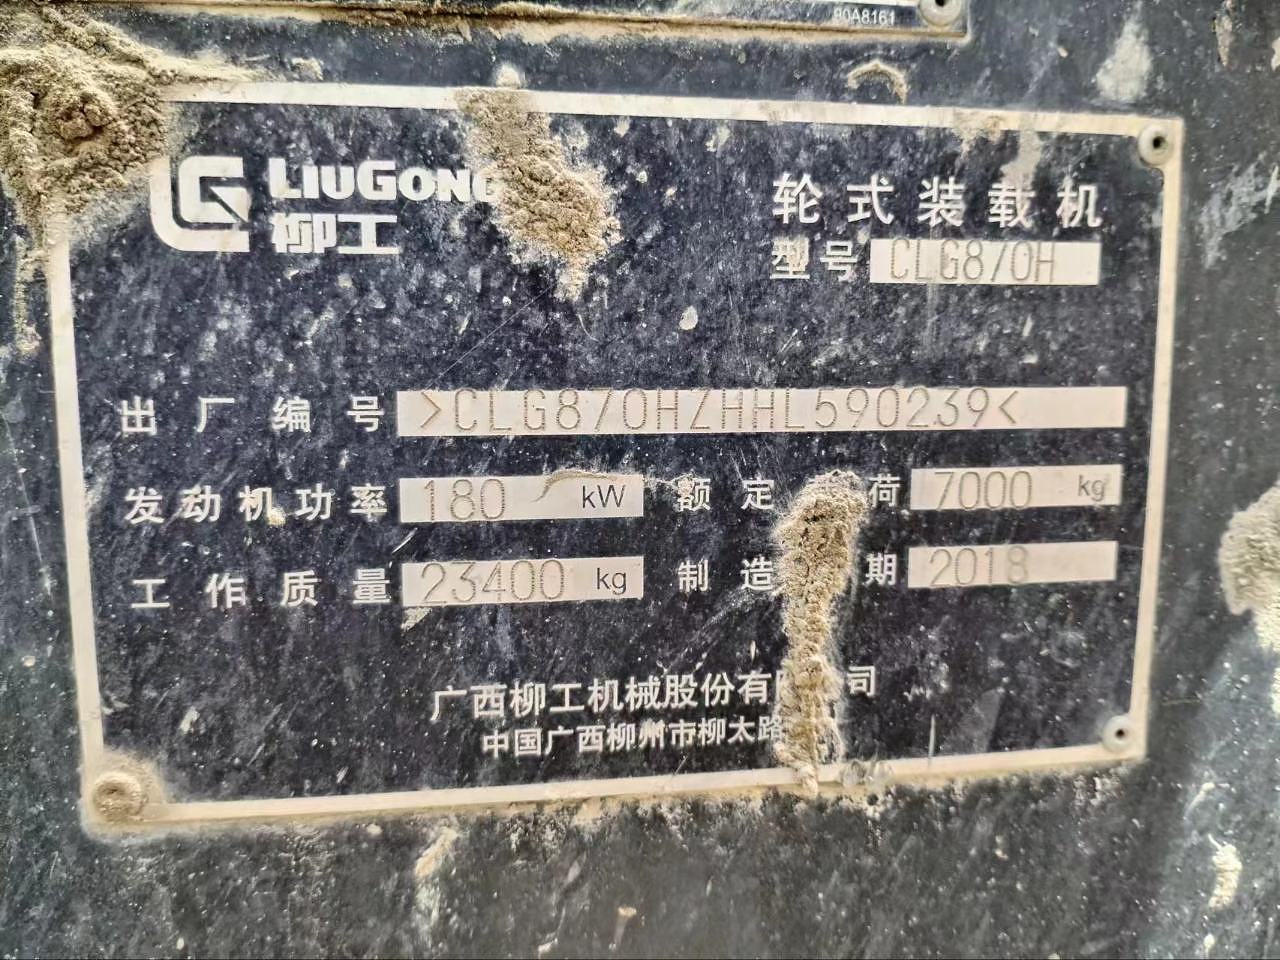 90A8161
LIUGONG
柳工
轮式装载机
型号 CLG870H
出厂编号 >CLG870HZHHL590239<
发动机功率 180 kW 额定 荷 7000 kg
工作质量 23400 kg 制造 期 2018
广西柳工机械股份有 司
中国广西柳州市柳太路